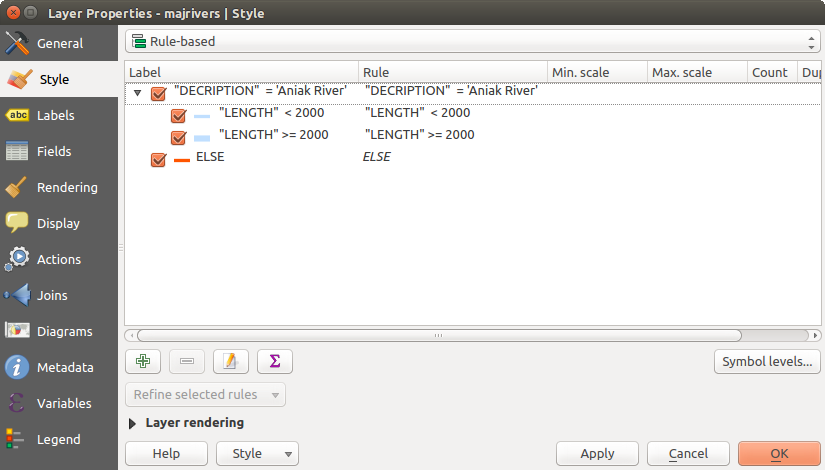 Layer Properties - majrivers | Style
General
Style
Labels
Fields
Rendering
Display
Actions
Joins
Diagrams
Metadata
Variables
Legend
Rule-based
Label Rule Min. scale Max. scale Count Dup
"DECRIPTION" = 'Aniak River' "DECRIPTION" = 'Aniak River'
"LENGTH" < 2000 "LENGTH" < 2000
"LENGTH" >= 2000 "LENGTH" >= 2000
ELSE ELSE
Symbol levels...
Refine selected rules
Layer rendering
Help Style Apply Cancel OK